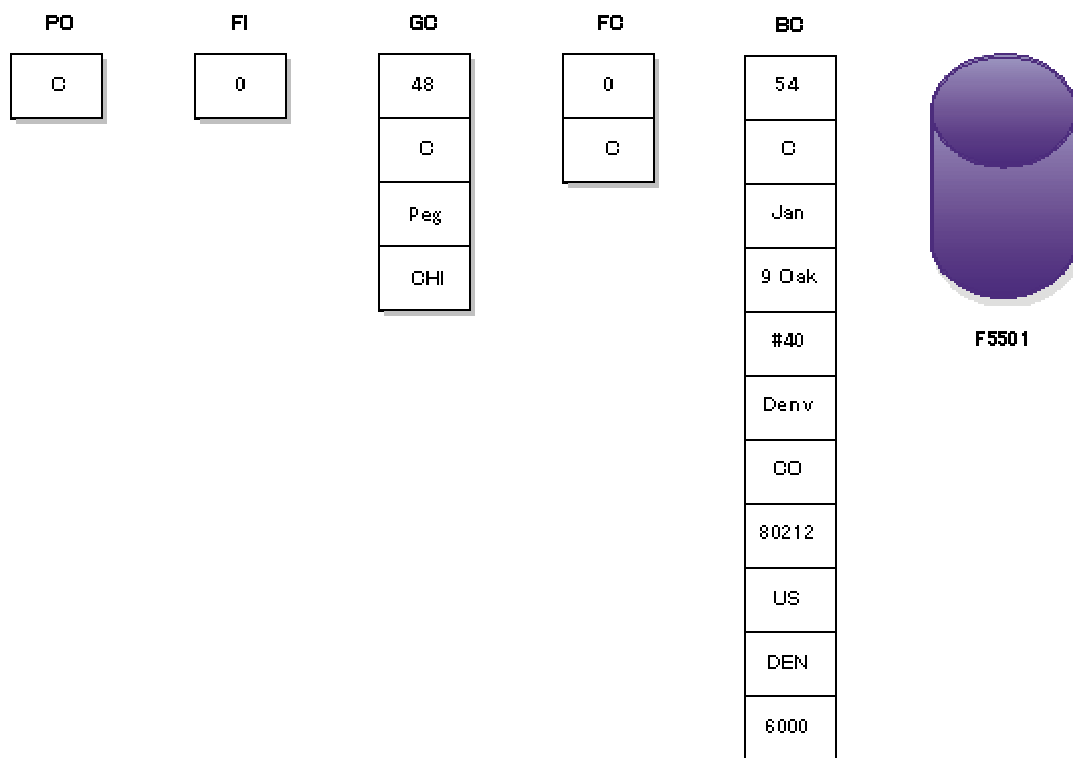 PO FI GC FC BC
C 0 48 0 54
C C C
Peg Jan
CHI 9 Oak
#40
F5501
Denv
CO
80212
US
DEN
6000